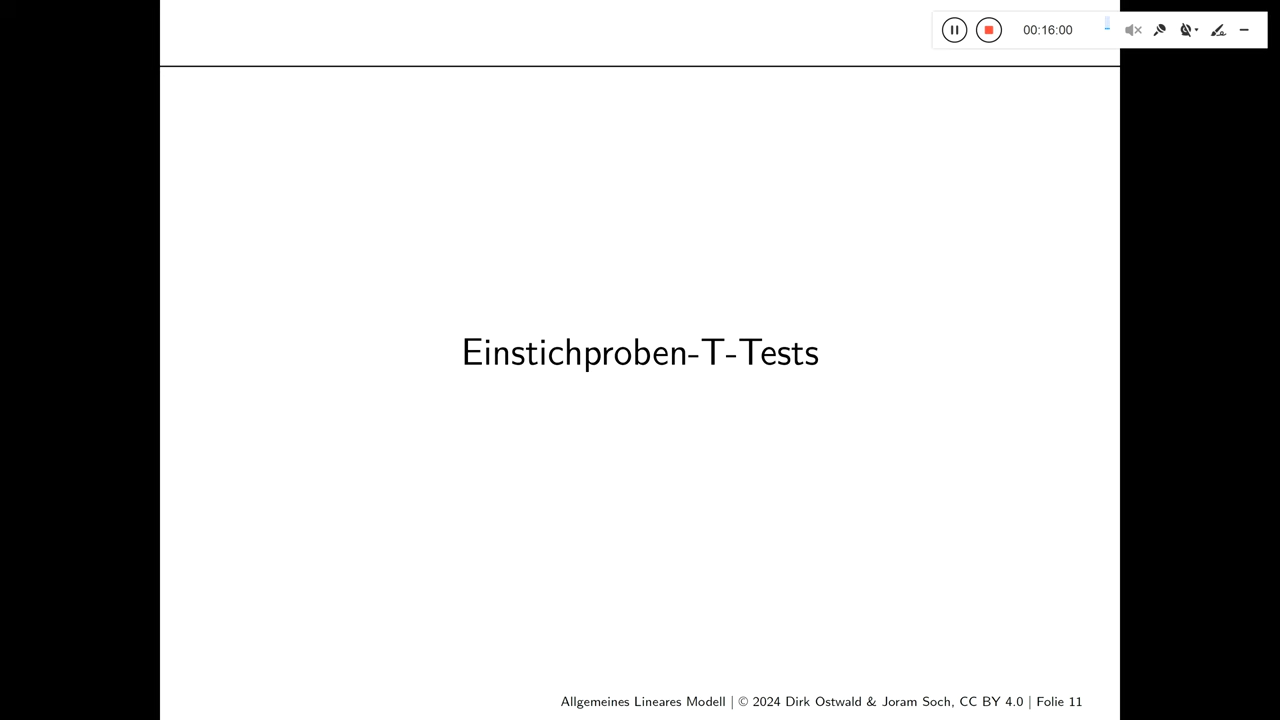 00:16:00
Einstichproben-T-Tests
Allgemeines Lineares Modell | © 2024 Dirk Ostwald & Joram Soch, CC BY 4.0 | Folie 11